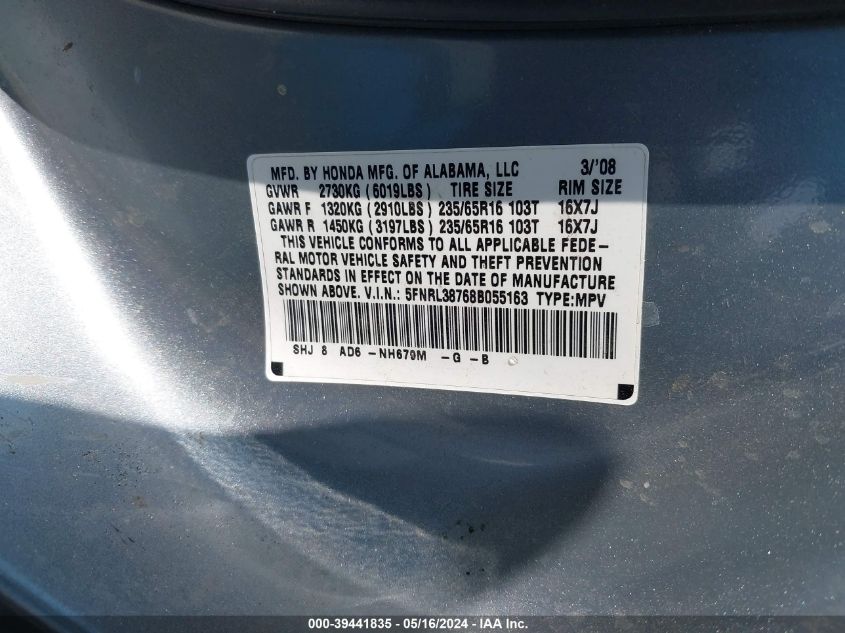 MFD. BY HONDA MFG. OF ALABAMA, LLC 3/'08
GVWR 2730KG (6019LBS) TIRE SIZE RIM SIZE
GAWR F 1320KG (2910LBS) 235/65R16 103T 16X7J
GAWR R 1450KG (3197LBS) 235/65R16 103T 16X7J
THIS VEHICLE CONFORMS TO ALL APPLICABLE FEDE-
RAL MOTOR VEHICLE SAFETY AND THEFT PREVENTION
STANDARDS IN EFFECT ON THE DATE OF MANUFACTURE
SHOWN ABOVE. V.I.N.: 5FNRL38768B055163 TYPE:MPV
SHJ 8 AD6 -NH679M -G -B
000-39441835 - 05/16/2024 - IAA Inc.